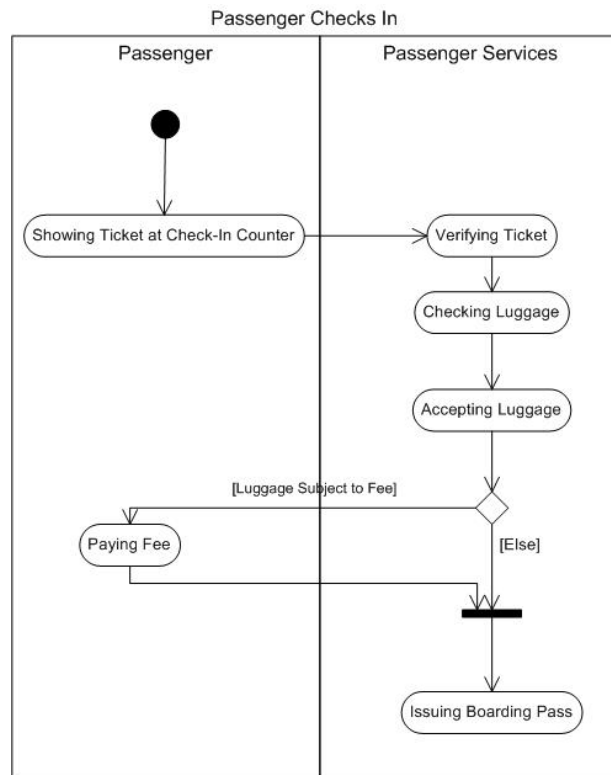 Passenger Checks In
Passenger
Passenger Services
Showing Ticket at Check-In Counter
Verifying Ticket
Checking Luggage
Accepting Luggage
[Luggage Subject to Fee]
Paying Fee
[Else]
Issuing Boarding Pass